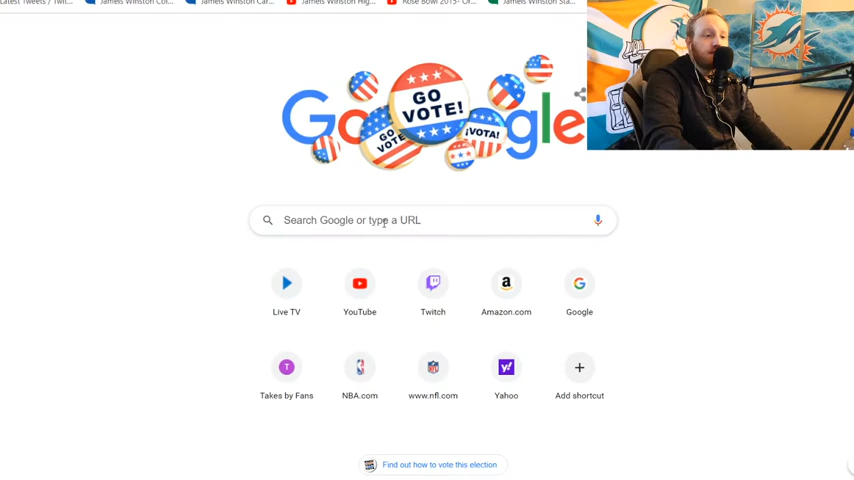 Latest Tweets / Twit...
Jameis Winston Col...
Jameis Winston Car...
Jameis Winston Hig...
Rose Bowl 2015- Or...
Jameis Winston Sta...
Google
GO VOTE!
GO VOTE!
¡VOTA!
Search Google or type a URL
Live TV
YouTube
Twitch
Amazon.com
Google
T
Takes by Fans
NBA.com
www.nfl.com
Yahoo
Add shortcut
Find out how to vote this election